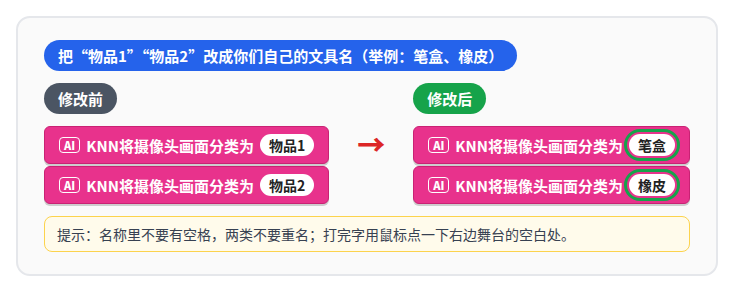 把“物品1”“物品2”改成你们自己的文具名（举例：笔盒、橡皮）
修改前
修改后
AI KNN将摄像头画面分类为 物品1
→
AI KNN将摄像头画面分类为 笔盒
AI KNN将摄像头画面分类为 物品2
AI KNN将摄像头画面分类为 橡皮
提示：名称里不要有空格，两类不要重名；打完字用鼠标点一下右边舞台的空白处。